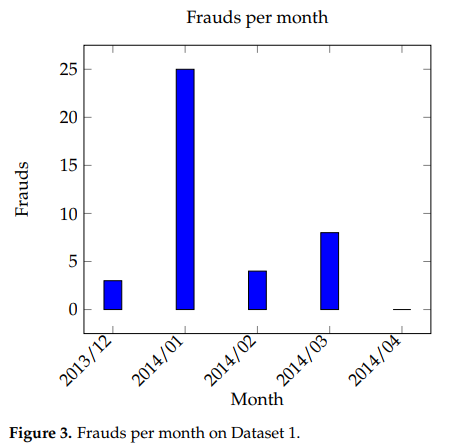 Frauds per month
25
20
15
10
5
0
Frauds
2013/12
2014/01
2014/02
2014/03
2014/04
Month
Figure 3. Frauds per month on Dataset 1.